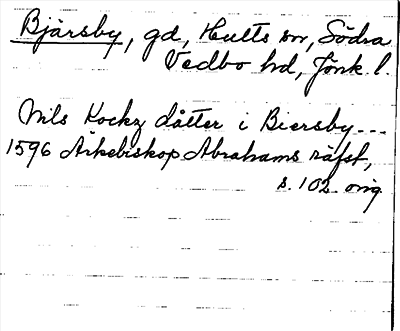 Bjärsby, gd, Hults sn, Södra
Vedbo hd, Jönk l.
Nils Kockz dåtter i Biersby---
1596 Ärkebiskop Abrahams räfst,
s. 102 orig